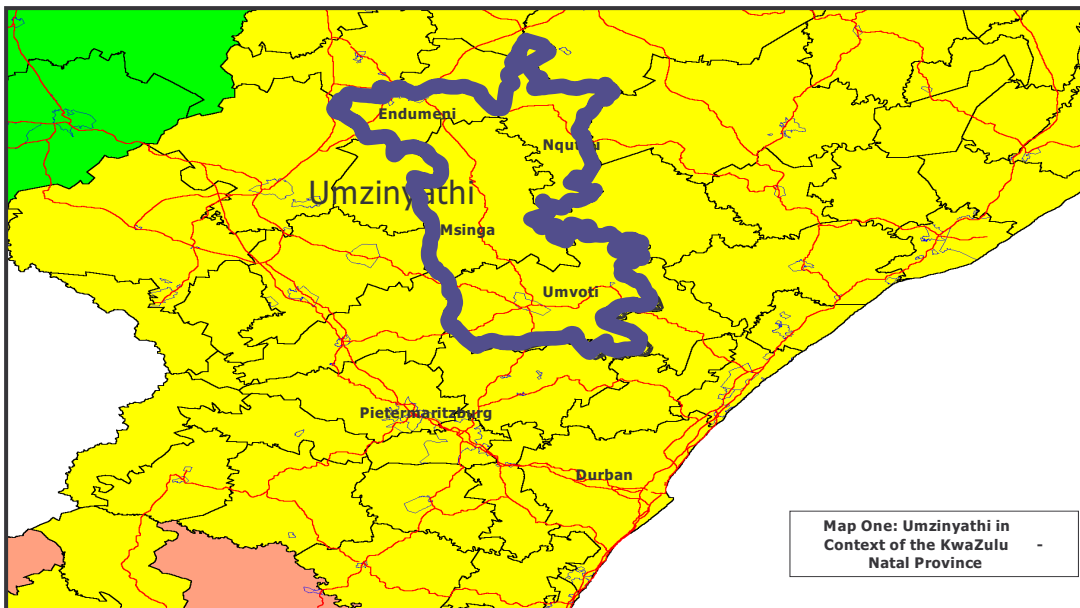 Endumeni
Umzinyathi
Msinga
Umvoti
Pietermaritzburg
Durban
Map One: Umzinyathi in
Context of the KwaZulu -
Natal Province